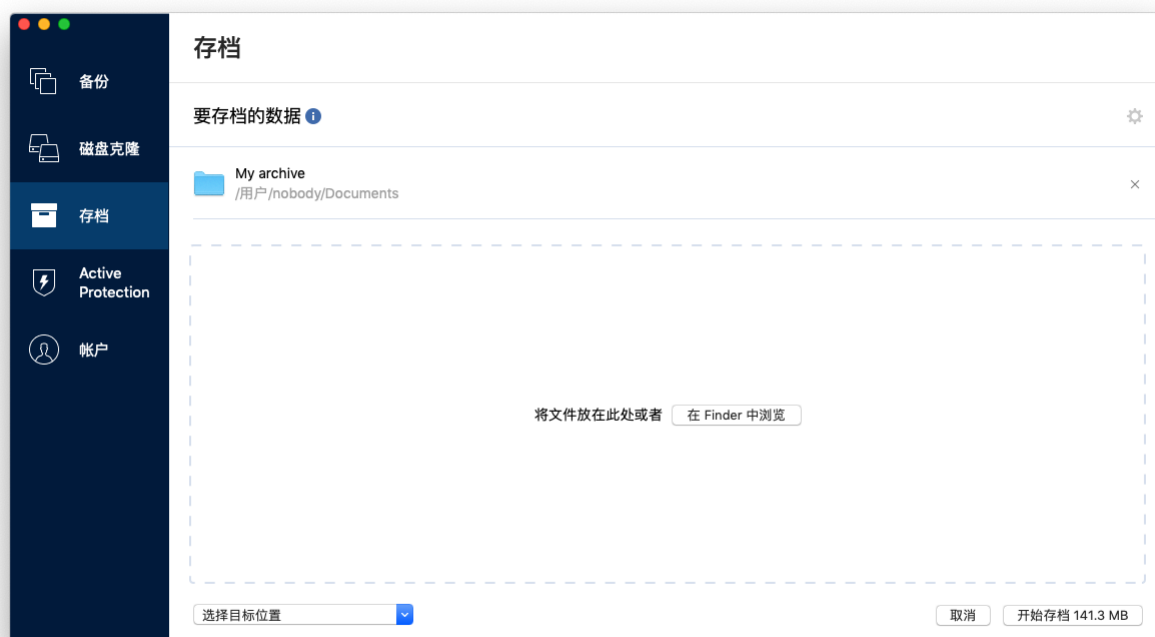 存档
备份
磁盘克隆
存档
Active
Protection
帐户
要存档的数据
My archive
/用户/nobody/Documents
将文件放在此处或者 在 Finder 中浏览
选择目标位置
取消 开始存档 141.3 MB